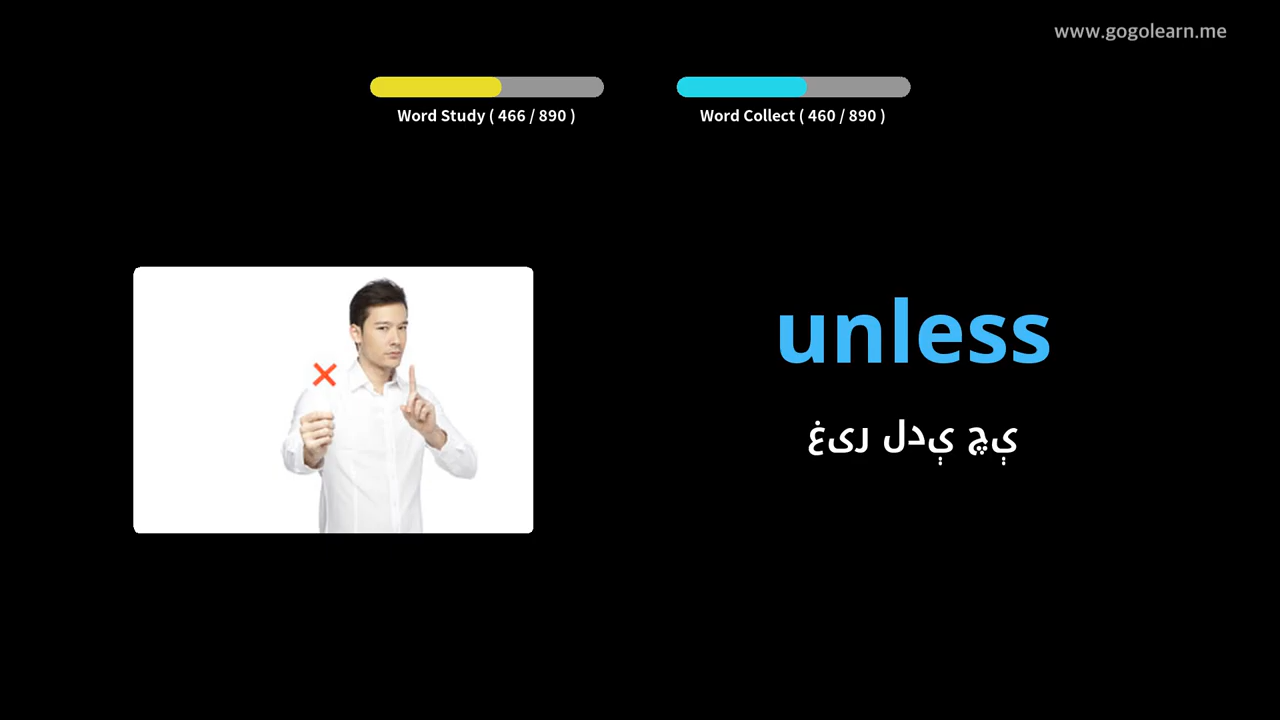 www.gogolearn.me
Word Study ( 466 / 890 )
Word Collect ( 460 / 890 )
unless
غیر لدې چې